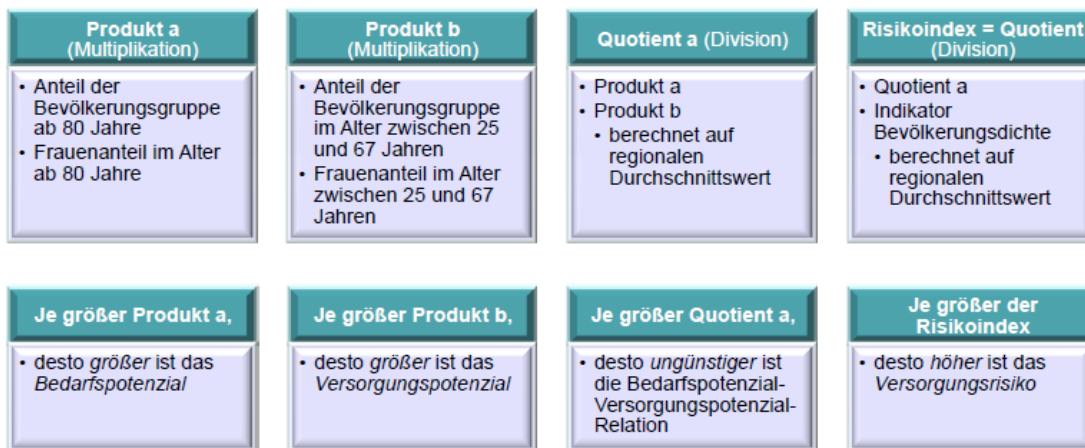 Produkt a
(Multiplikation)
• Anteil der
Bevölkerungsgruppe
ab 80 Jahre
• Frauenanteil im Alter
ab 80 Jahre
Produkt b
(Multiplikation)
• Anteil der
Bevölkerungsgruppe
im Alter zwischen 25
und 67 Jahren
• Frauenanteil im Alter
zwischen 25 und 67
Jahren
Quotient a (Division)
• Produkt a
• Produkt b
• berechnet auf
regionalen
Durchschnittswert
Risikoindex = Quotient
(Division)
• Quotient a
• Indikator
Bevölkerungsdichte
• berechnet auf
regionalen
Durchschnittswert
Je größer Produkt a,
• desto größer ist das
Bedarfspotenzial
Je größer Produkt b,
• desto größer ist das
Versorgungspotenzial
Je größer Quotient a,
• desto ungünstiger ist
die Bedarfspotenzial-
Versorgungspotenzial-
Relation
Je größer der
Risikoindex
• desto höher ist das
Versorgungsrisiko